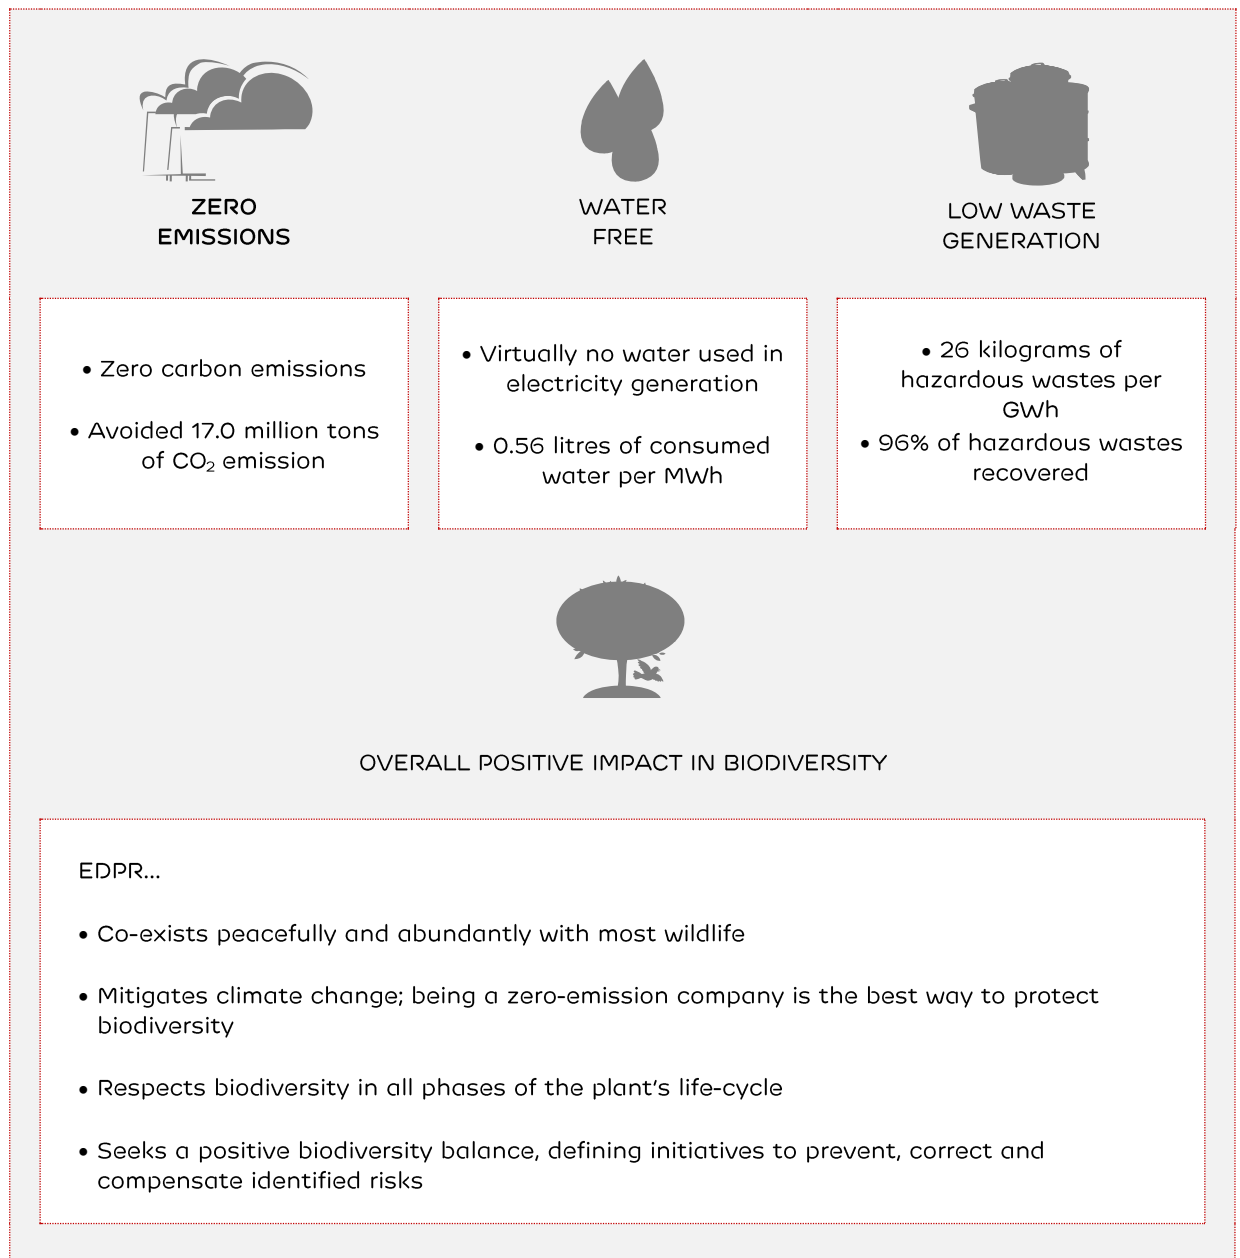 ZERO
EMISSIONS
WATER
FREE
LOW WASTE
GENERATION
• Zero carbon emissions
• Avoided 17.0 million tons
of CO₂ emission
• Virtually no water used in
electricity generation
• 0.56 litres of consumed
water per MWh
• 26 kilograms of
hazardous wastes per
GWh
• 96% of hazardous wastes
recovered
OVERALL POSITIVE IMPACT IN BIODIVERSITY
EDPR...
• Co-exists peacefully and abundantly with most wildlife
• Mitigates climate change; being a zero-emission company is the best way to protect
biodiversity
• Respects biodiversity in all phases of the plant's life-cycle
• Seeks a positive biodiversity balance, defining initiatives to prevent, correct and
compensate identified risks